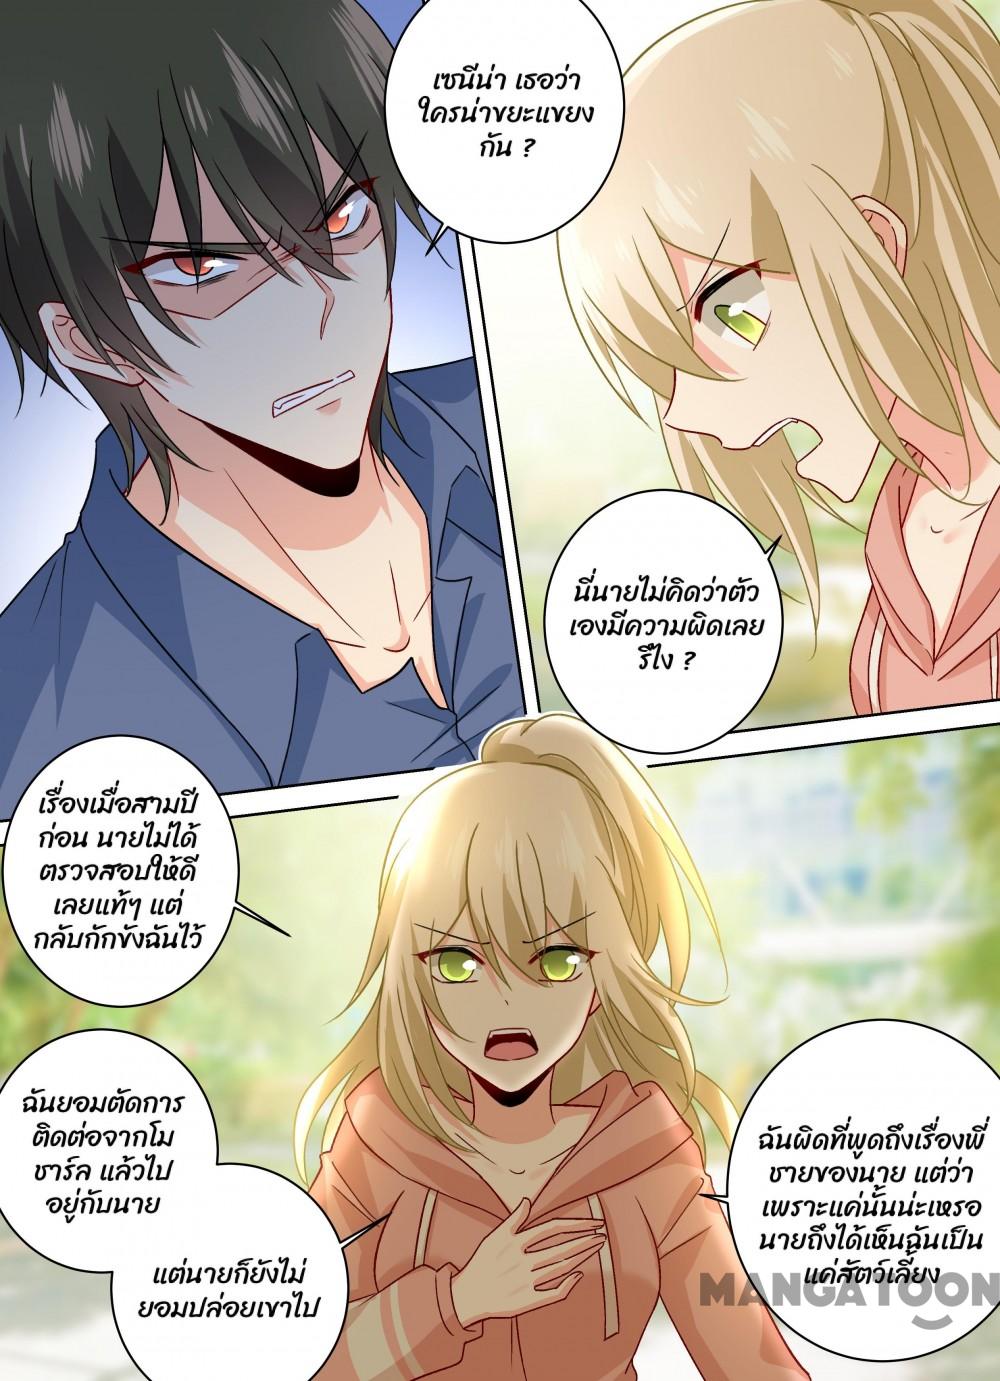 เซนีน่า เธอว่า
ใครน่าขยะแขยง
กัน ?
นี่นายไม่คิดว่าตัว
เองมีความผิดเลย
รึไง ?
เรื่องเมื่อสามปี
ก่อน นายไม่ได้
ตรวจสอบให้ดี
เลยแท้ๆ แต่
กลับกักขังฉันไว้
ฉันยอมตัดการ
ติดต่อจากโม
ชาร์ล แล้วไป
อยู่กับนาย
แต่นายก็ยังไม่
ยอมปล่อยเขาไป
ฉันผิดที่พูดถึงเรื่องพี่
ชายของนาย แต่ว่า
เพราะแค่นั้นน่ะเหรอ
นายถึงได้เห็นฉันเป็น
แค่สัตว์เลี้ยง
MANGATOON